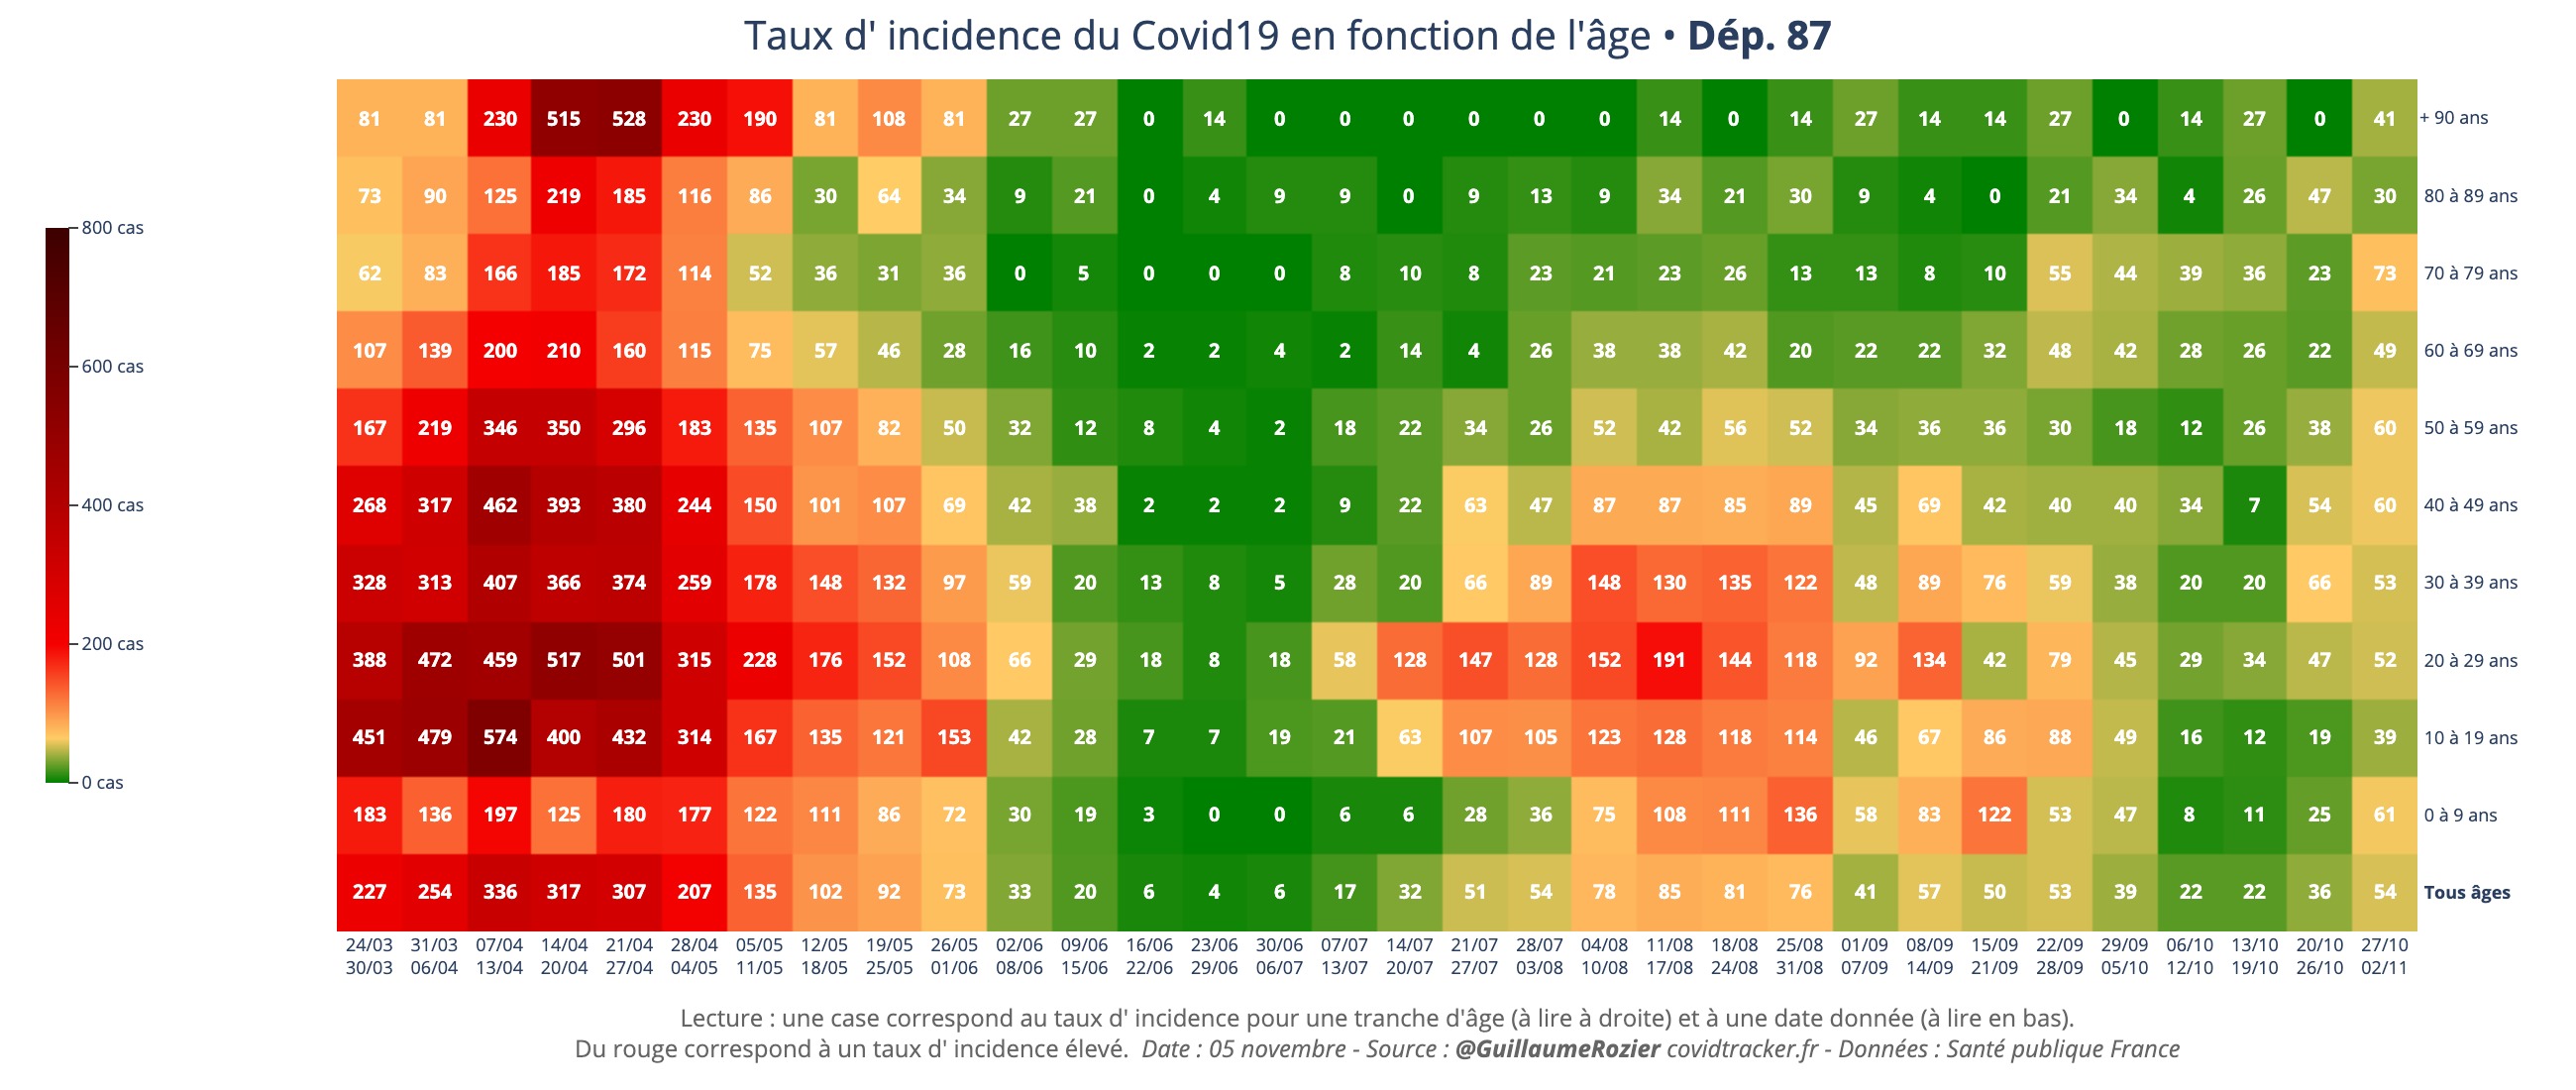 Taux d' incidence du Covid19 en fonction de l'âge • Dép. 87
81 81 230 515 528 230 190 81 108 81 27 27 0 14 0 0 0 0 0 0 14 0 14 27 14 14 27 0 14 27 0 41 + 90 ans
73 90 125 219 185 116 86 30 64 34 9 21 0 4 9 9 0 9 13 9 34 21 30 9 4 0 21 34 4 26 47 30 80 à 89 ans
800 cas
62 83 166 185 172 114 52 36 31 36 0 5 0 0 0 8 10 8 23 21 23 26 13 13 8 10 55 44 39 36 23 73 70 à 79 ans
107 139 200 210 160 115 75 57 46 28 16 10 2 2 4 2 14 4 26 38 38 42 20 22 22 32 48 42 28 26 22 49 60 à 69 ans
600 cas
167 219 346 350 296 183 135 107 82 50 32 12 8 4 2 18 22 34 26 52 42 56 52 34 36 36 30 18 12 26 38 60 50 à 59 ans
400 cas
268 317 462 393 380 244 150 101 107 69 42 38 2 2 2 9 22 63 47 87 87 85 89 45 69 42 40 40 34 7 54 60 40 à 49 ans
328 313 407 366 374 259 178 148 132 97 59 20 13 8 5 28 20 66 89 148 130 135 122 48 89 76 59 38 20 20 66 53 30 à 39 ans
200 cas
388 472 459 517 501 315 228 176 152 108 66 29 18 8 18 58 128 147 128 152 191 144 118 92 134 42 79 45 29 34 47 52 20 à 29 ans
451 479 574 400 432 314 167 135 121 153 42 28 7 7 19 21 63 107 105 123 128 118 114 46 67 86 88 49 16 12 19 39 10 à 19 ans
0 cas
183 136 197 125 180 177 122 111 86 72 30 19 3 0 0 6 6 28 36 75 108 111 136 58 83 122 53 47 8 11 25 61 0 à 9 ans
227 254 336 317 307 207 135 102 92 73 33 20 6 4 6 17 32 51 54 78 85 81 76 41 57 50 53 39 22 22 36 54 Tous âges
24/03 31/03 07/04 14/04 21/04 28/04 05/05 12/05 19/05 26/05 02/06 09/06 16/06 23/06 30/06 07/07 14/07 21/07 28/07 04/08 11/08 18/08 25/08 01/09 08/09 15/09 22/09 29/09 06/10 13/10 20/10 27/10
30/03 06/04 13/04 20/04 27/04 04/05 11/05 18/05 25/05 01/06 08/06 15/06 22/06 29/06 06/07 13/07 20/07 27/07 03/08 10/08 17/08 24/08 31/08 07/09 14/09 21/09 28/09 05/10 12/10 19/10 26/10 02/11
Lecture : une case correspond au taux d' incidence pour une tranche d'âge (à lire à droite) et à une date donnée (à lire en bas).
Du rouge correspond à un taux d' incidence élevé. Date : 05 novembre - Source : @GuillaumeRozier covidtracker.fr - Données : Santé publique France